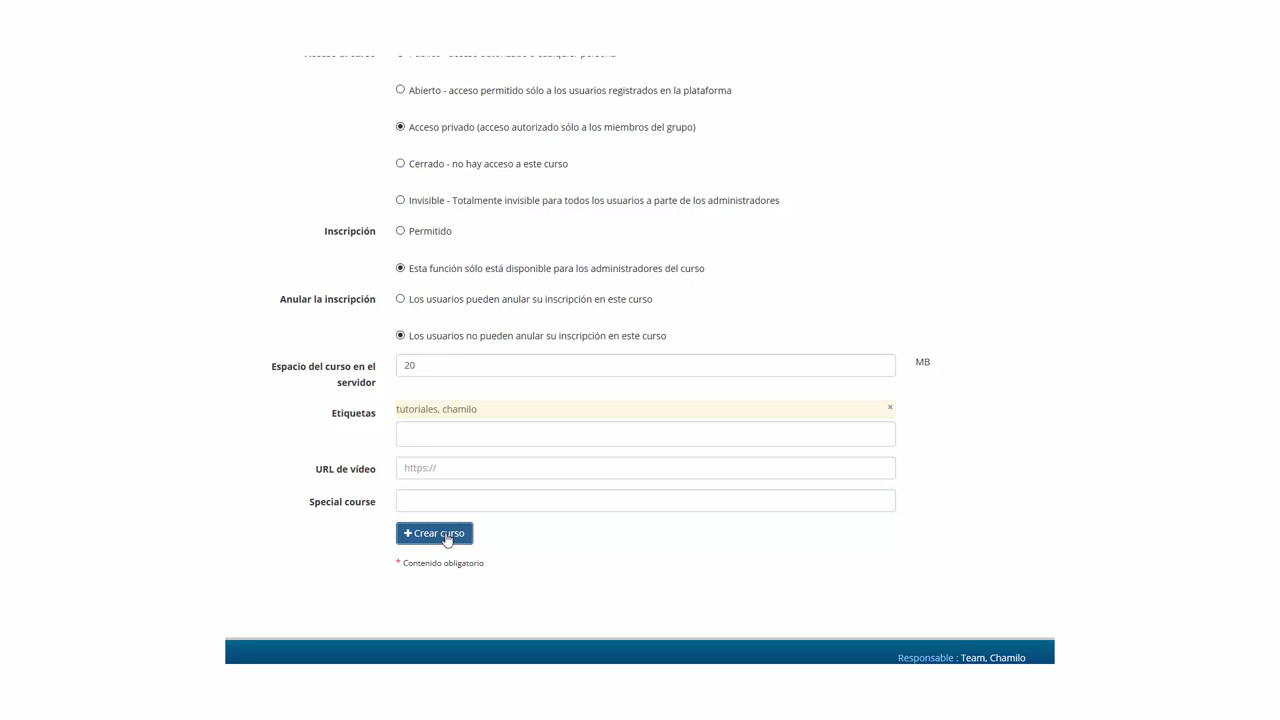 Abierto - acceso permitido sólo a los usuarios registrados en la plataforma
Acceso privado (acceso autorizado sólo a los miembros del grupo)
Cerrado - no hay acceso a este curso
Invisible - Totalmente invisible para todos los usuarios a parte de los administradores
Inscripción
Permitido
Esta función sólo está disponible para los administradores del curso
Anular la inscripción
Los usuarios pueden anular su inscripción en este curso
Los usuarios no pueden anular su inscripción en este curso
Espacio del curso en el
servidor
20
MB
Etiquetas
tutoriales, chamilo
×
URL de vídeo
https://
Special course
+ Crear curso
* Contenido obligatorio
Responsable : Team, Chamilo